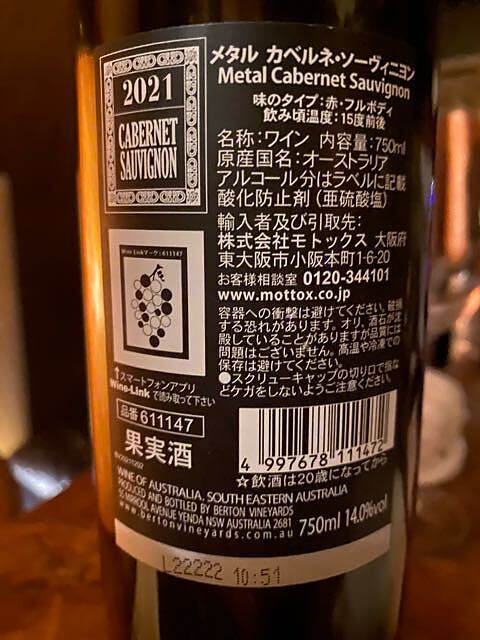 メタル カベルネ・ソーヴィニヨン
Metal Cabernet Sauvignon
2021
CABERNET
SAUVIGNON
味のタイプ:赤・フルボディ
飲み頃温度:15度前後
名称:ワイン 内容量:750ml
原産国名:オーストラリア
アルコール分はラベルに記載
酸化防止剤(亜硫酸塩)
輸入者及び引取先:
株式会社モトックス 大阪府
東大阪市小阪本町1-6-20
お客様相談室 0120-344101
www.mottox.co.jp
容器への衝撃は避けてください。破損
する恐れがあります。オリ、酒石が沈
殿していることがありますが品質には
問題はございません。高温や冷凍での
保存は避けてください。
●スクリューキャップの切り口で指な
どケガをしないようご注意ください。
Wine-Linkマーク:611147
↑スマートフォンアプリ
Wine-Linkで読み取って下さい
品番 611147
果実酒
4 997678 111472
☆飲酒は20歳になってから
WINE OF AUSTRALIA. SOUTH EASTERN AUSTRALIA
PRODUCED AND BOTTLED BY BERTON VINEYARDS
55 MIRROOL AVENUE YENDA NSW AUSTRALIA 2681
www.bertonvineyards.com.au
750ml 14.0%vol
L22222 10:51